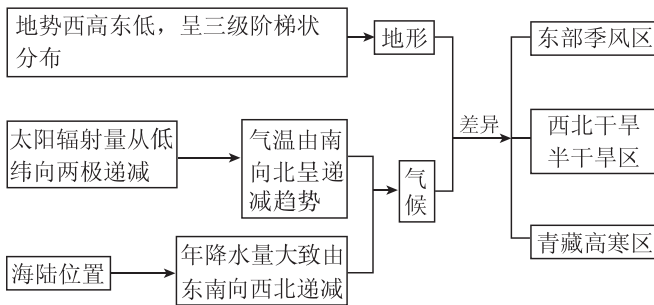 地势西高东低，呈三级阶梯状
分布
地形
太阳辐射量从低
纬向两极递减
气温由南
向北呈递
减趋势
海陆位置
年降水量大致由
东南向西北递减
气
候
差异
东部季风区
西北干旱
半干旱区
青藏高寒区